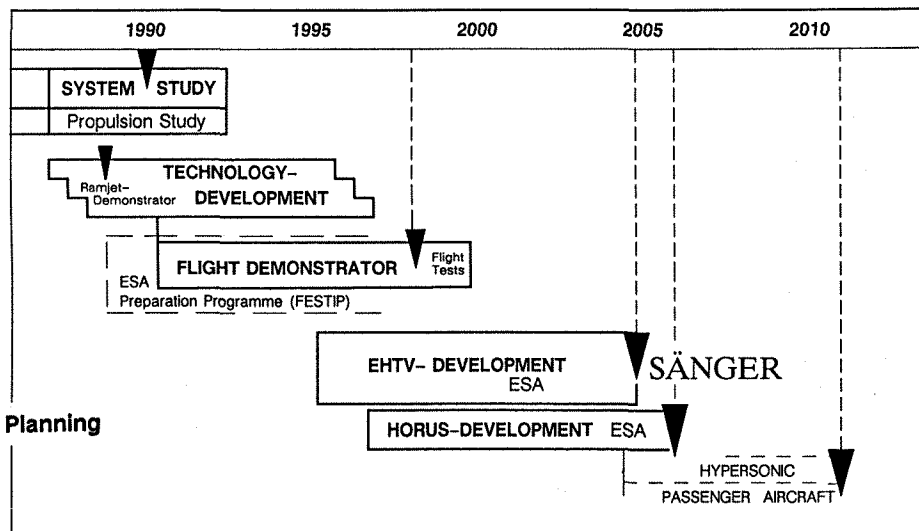 1990 1995 2000 2005 2010
SYSTEM STUDY
Propulsion Study
TECHNOLOGY–
Ramjet–
Demonstrator
DEVELOPMENT
FLIGHT DEMONSTRATOR
Flight
Tests
ESA
Preparation Programme (FESTIP)
EHTV– DEVELOPMENT
ESA
SÄNGER
Planning
HORUS–DEVELOPMENT ESA
HYPERSONIC
PASSENGER AIRCRAFT